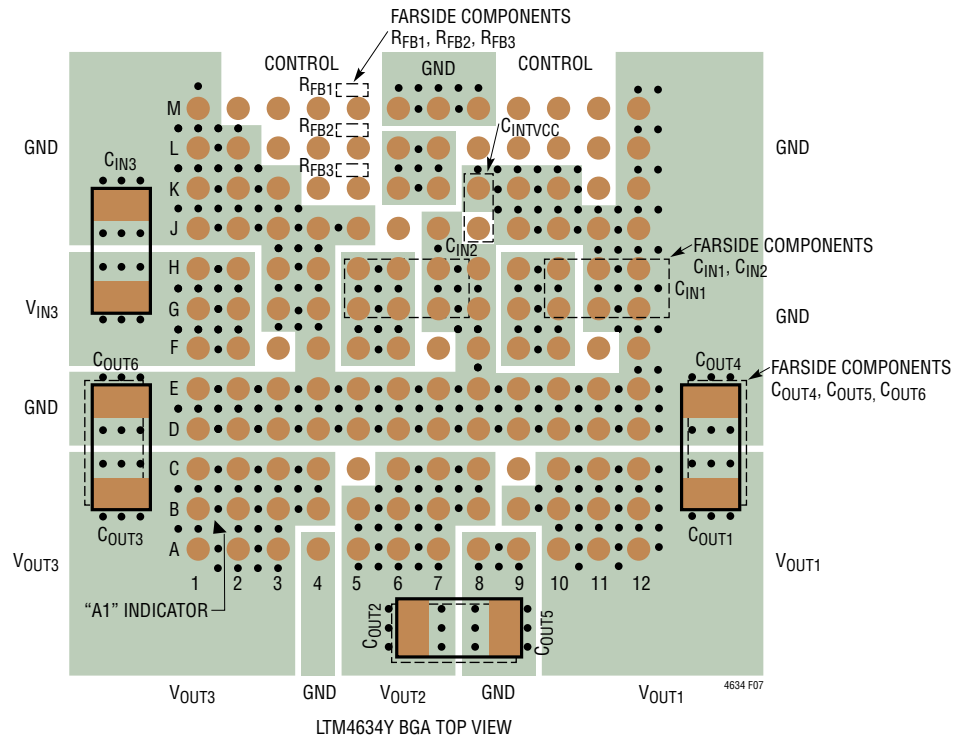 FARSIDE COMPONENTS
RFB1, RFB2, RFB3
CONTROL
GND
CONTROL
RFB1
M
CINTVCC
RFB2
GND
L
GND
CIN3
RFB3
K
J
CIN2
FARSIDE COMPONENTS
CIN1, CIN2
H
CIN1
VIN3
G
GND
F
COUT6
COUT4
FARSIDE COMPONENTS
COUT4, COUT5, COUT6
GND
E
D
C
B
COUT3
COUT1
A
VOUT3
VOUT1
1 2 3 4 5 6 7 8 9 10 11 12
"A1" INDICATOR
COUT2
COUT5
4634 F07
VOUT3
GND
VOUT2
GND
VOUT1
LTM4634Y BGA TOP VIEW